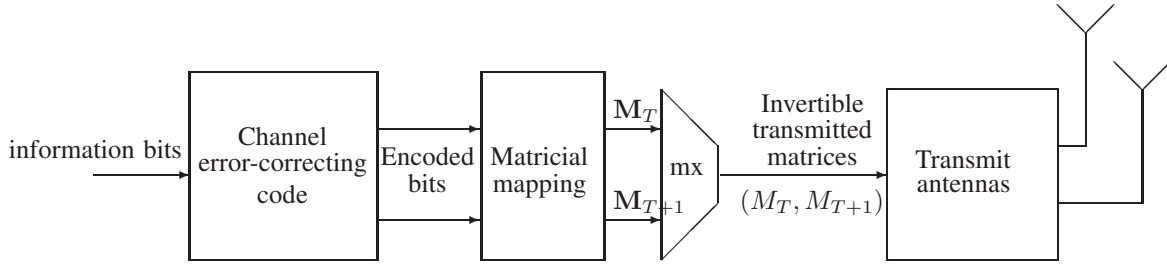 information bits
Channel
error-correcting
code
Encoded
bits
Matricial
mapping
M_T
M_{T+1}
mx
Invertible
transmitted
matrices
(M_T, M_{T+1})
Transmit
antennas